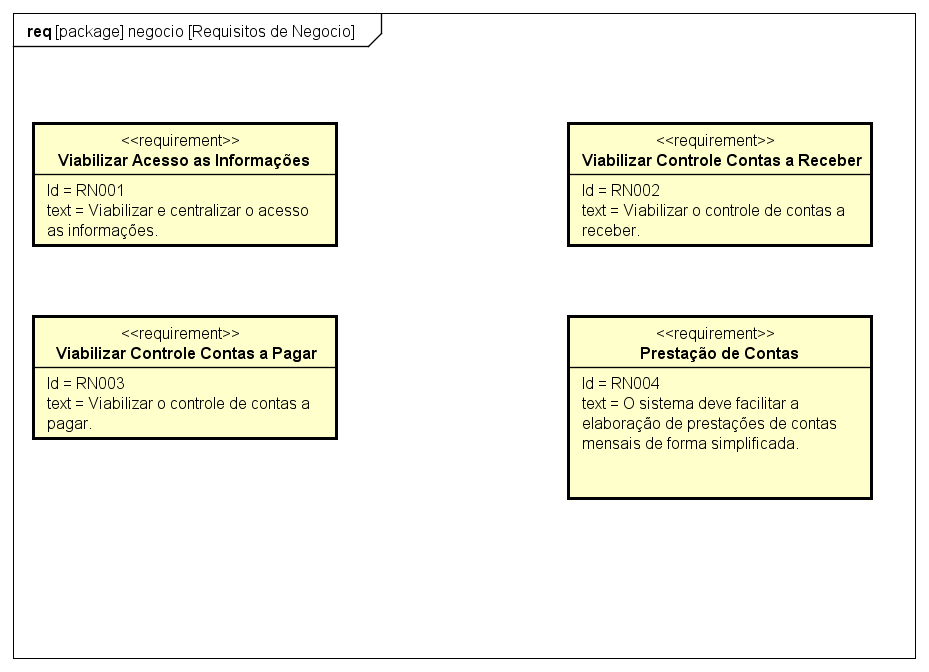 req [package] negocio [Requisitos de Negocio]
<<requirement>>
Viabilizar Acesso as Informações
Id = RN001
text = Viabilizar e centralizar o acesso
as informações.
<<requirement>>
Viabilizar Controle Contas a Receber
Id = RN002
text = Viabilizar o controle de contas a
receber.
<<requirement>>
Viabilizar Controle Contas a Pagar
Id = RN003
text = Viabilizar o controle de contas a
pagar.
<<requirement>>
Prestação de Contas
Id = RN004
text = O sistema deve facilitar a
elaboração de prestações de contas
mensais de forma simplificada.